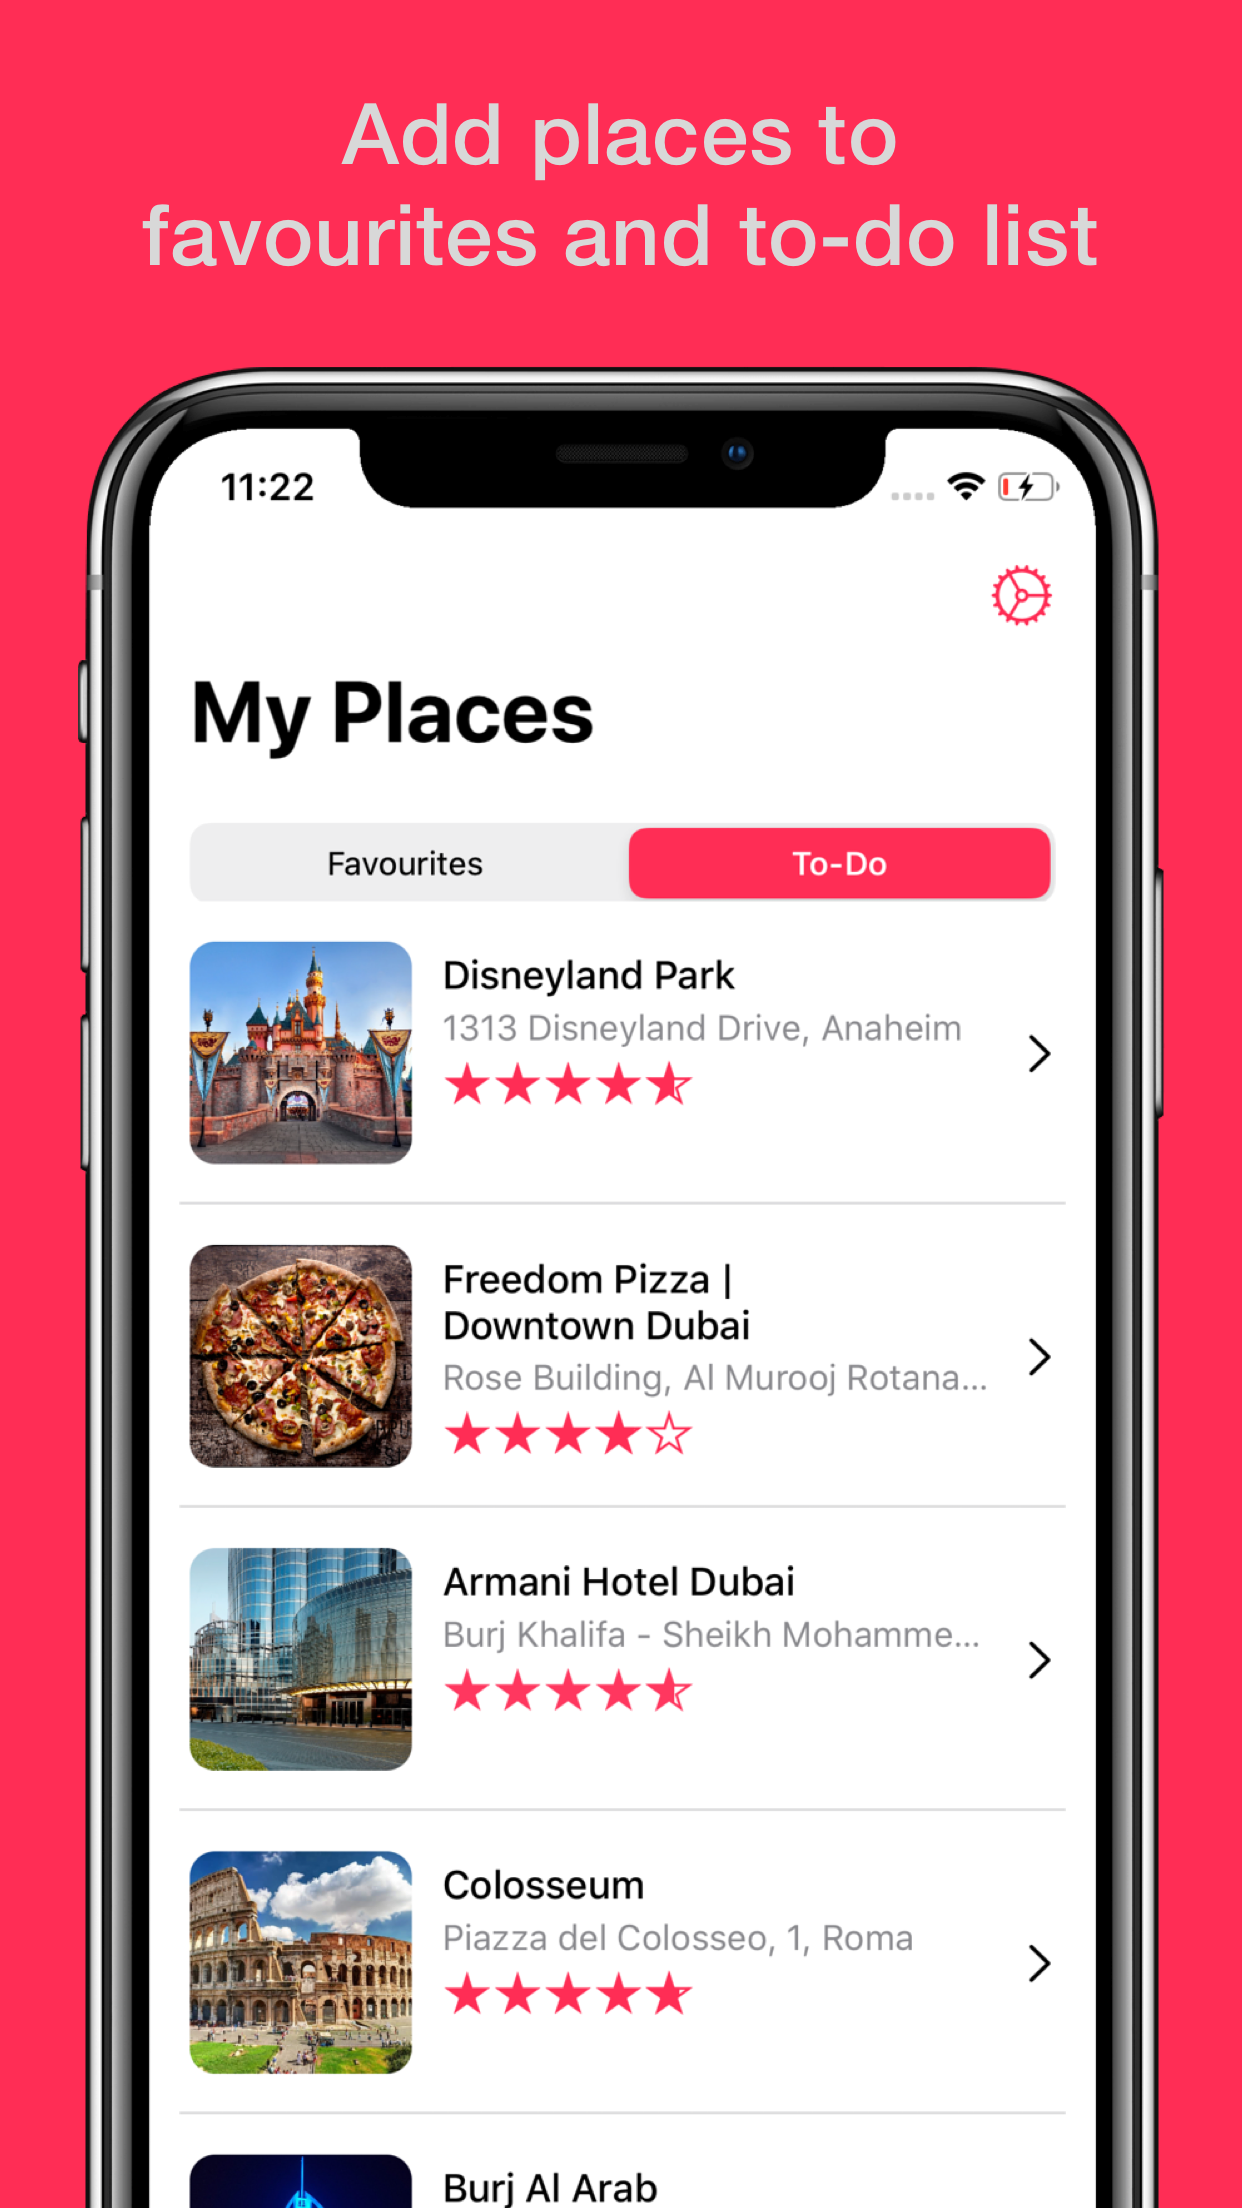 Add places to
favourites and to-do list
11:22
My Places
Favourites
To-Do
Disneyland Park
1313 Disneyland Drive, Anaheim
Freedom Pizza |
Downtown Dubai
Rose Building, Al Murooj Rotana...
Armani Hotel Dubai
Burj Khalifa - Sheikh Mohamme...
Colosseum
Piazza del Colosseo, 1, Roma
Burj Al Arab